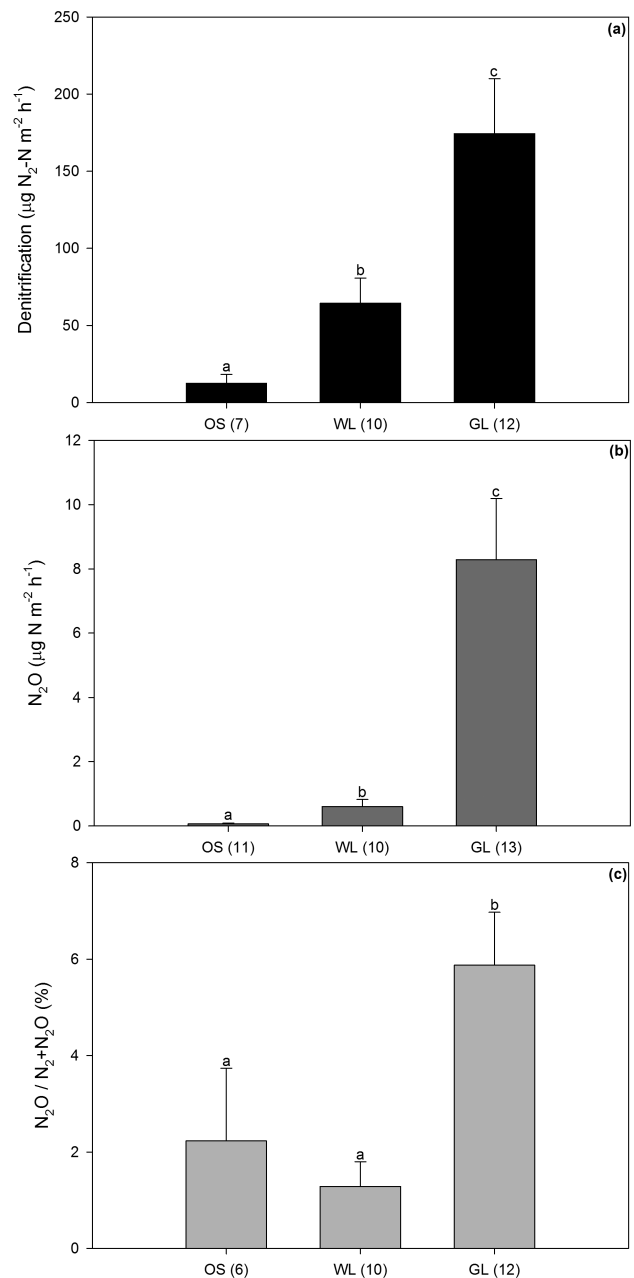 (a)
250
200
150
100
50
0
Denitrification (μg N₂-N m⁻² h⁻¹)
a
b
c
OS (7) WL (10) GL (12)
(b)
12
10
8
6
4
2
0
N₂O (μg N m⁻² h⁻¹)
a
b
c
OS (11) WL (10) GL (13)
(c)
8
6
4
2
0
N₂O / N₂+N₂O (%)
a
a
b
OS (6) WL (10) GL (12)